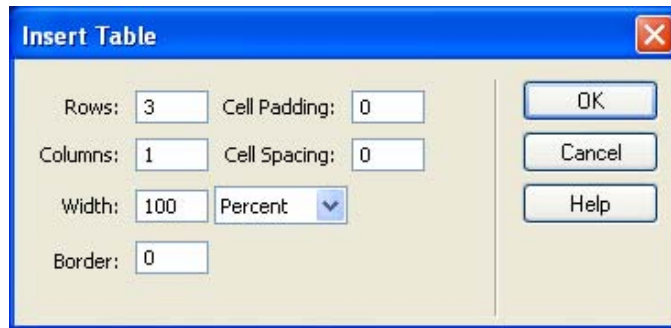 Insert Table
Rows: 3 Cell Padding: 0 OK
Columns: 1 Cell Spacing: 0 Cancel
Width: 100 Percent Help
Border: 0